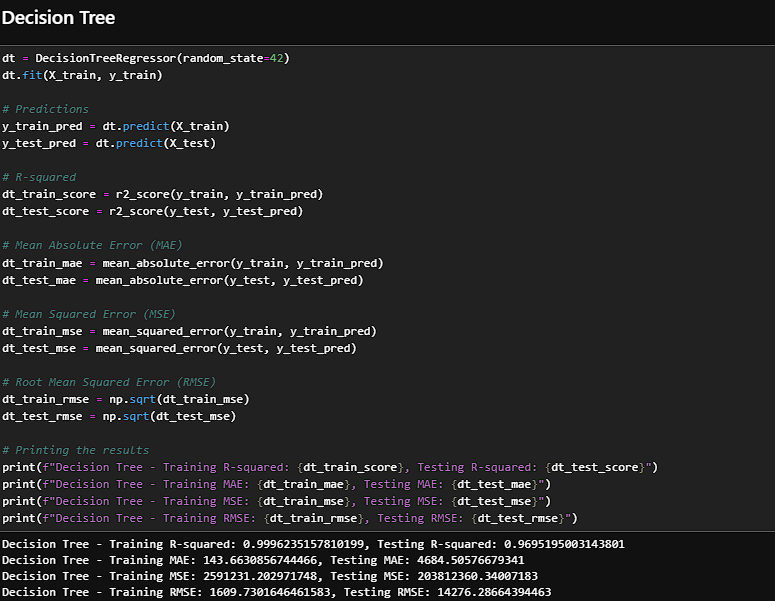 Decision Tree
dt = DecisionTreeRegressor(random_state=42)
dt.fit(X_train, y_train)
# Predictions
y_train_pred = dt.predict(X_train)
y_test_pred = dt.predict(X_test)
# R-squared
dt_train_score = r2_score(y_train, y_train_pred)
dt_test_score = r2_score(y_test, y_test_pred)
# Mean Absolute Error (MAE)
dt_train_mae = mean_absolute_error(y_train, y_train_pred)
dt_test_mae = mean_absolute_error(y_test, y_test_pred)
# Mean Squared Error (MSE)
dt_train_mse = mean_squared_error(y_train, y_train_pred)
dt_test_mse = mean_squared_error(y_test, y_test_pred)
# Root Mean Squared Error (RMSE)
dt_train_rmse = np.sqrt(dt_train_mse)
dt_test_rmse = np.sqrt(dt_test_mse)
# Printing the results
print(f"Decision Tree - Training R-squared: {dt_train_score}, Testing R-squared: {dt_test_score}")
print(f"Decision Tree - Training MAE: {dt_train_mae}, Testing MAE: {dt_test_mae}")
print(f"Decision Tree - Training MSE: {dt_train_mse}, Testing MSE: {dt_test_mse}")
print(f"Decision Tree - Training RMSE: {dt_train_rmse}, Testing RMSE: {dt_test_rmse}")
Decision Tree - Training R-squared: 0.9996235157810199, Testing R-squared: 0.9695195003143801
Decision Tree - Training MAE: 143.6630856744466, Testing MAE: 4684.50576679341
Decision Tree - Training MSE: 2591231.202971748, Testing MSE: 203812360.34007183
Decision Tree - Training RMSE: 1609.7301646461583, Testing RMSE: 14276.28664394463